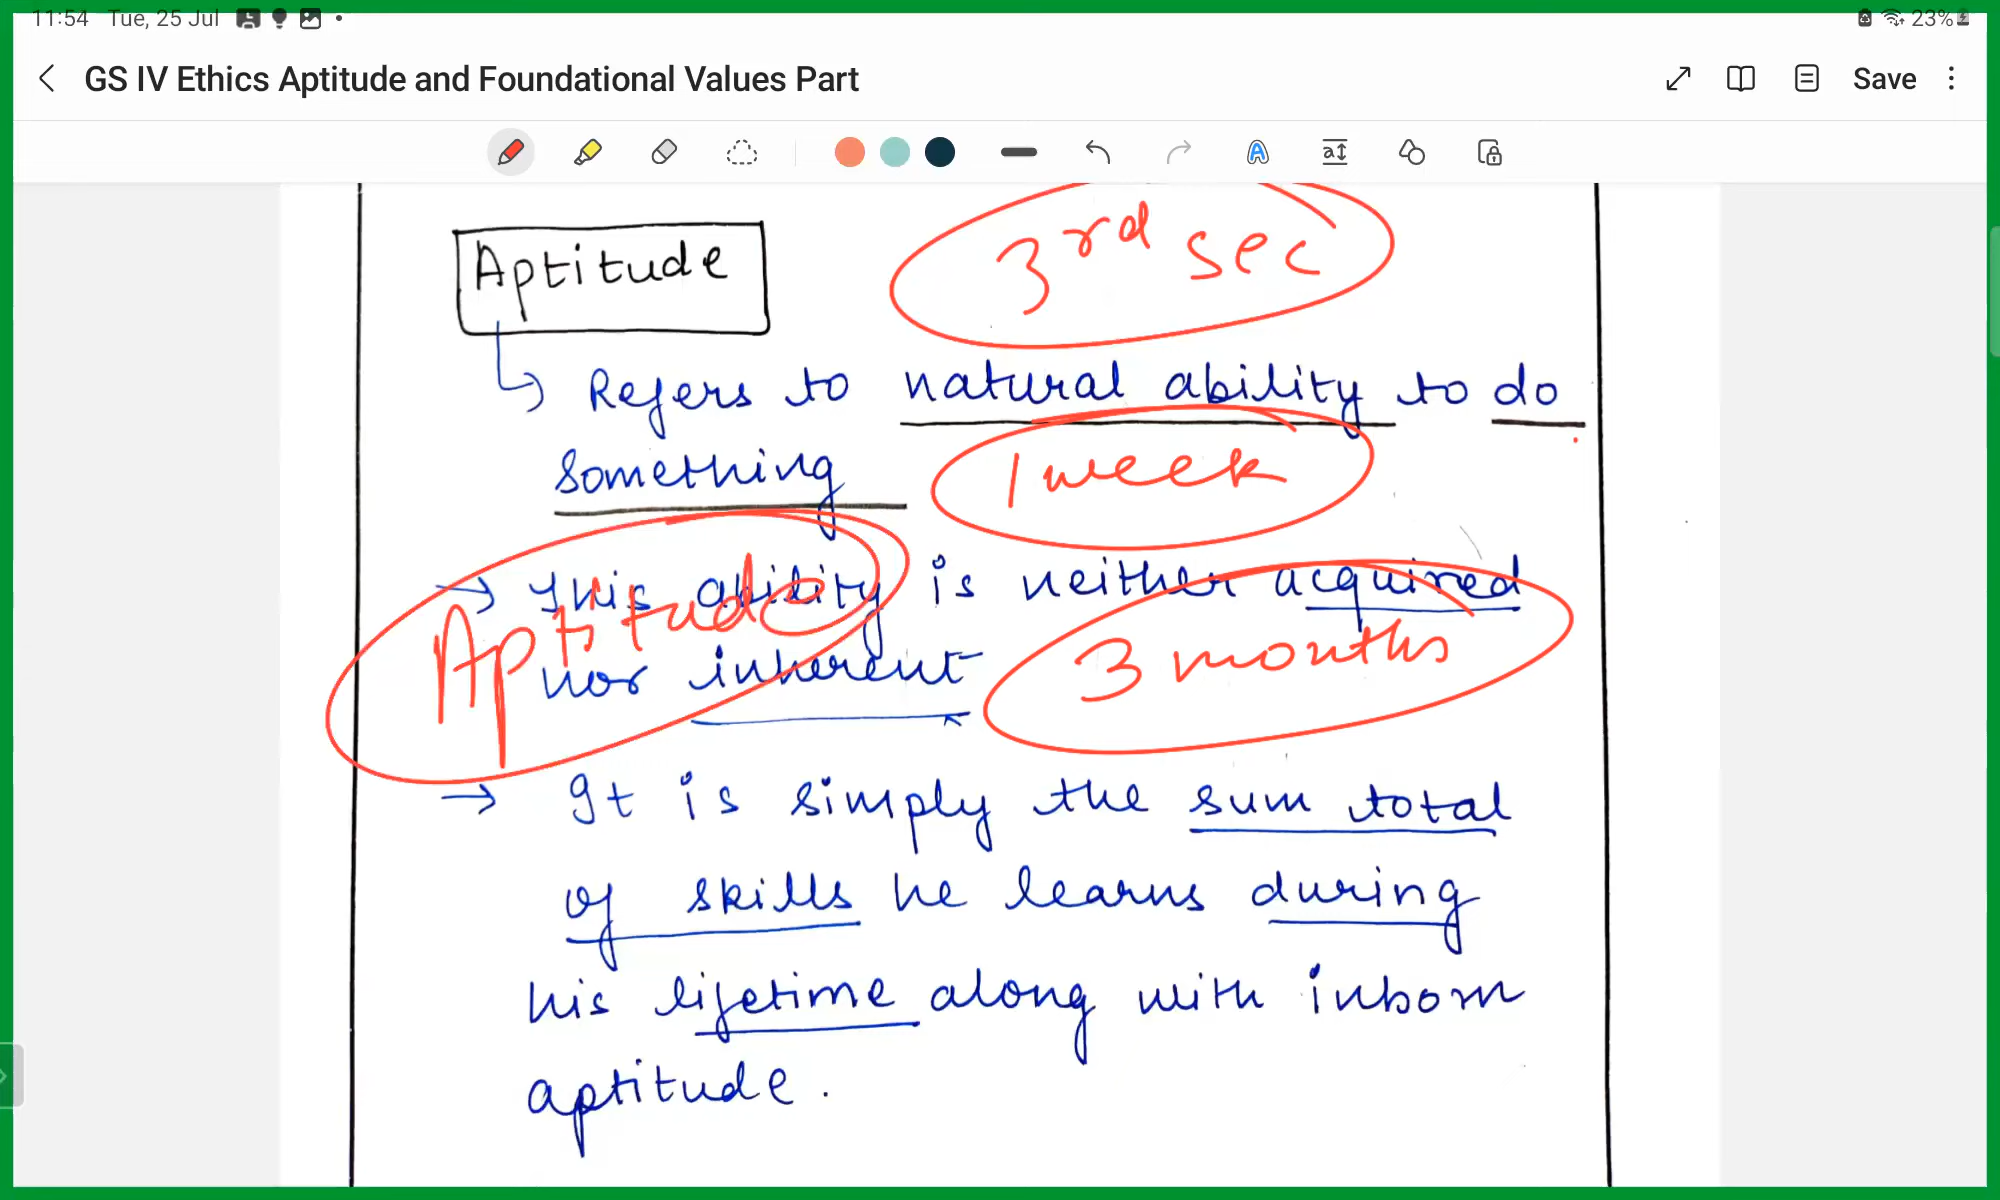 11:54 Tue, 25 Jul
23%
GS IV Ethics Aptitude and Foundational Values Part
Save
Aptitude
3rd sec
Refers to natural ability to do
something
1 week
→ This ability is neither acquired
Aptitude
nor inherent
3 months
→ It is simply the sum total
of skills he learns during
his lifetime along with inborn
aptitude.